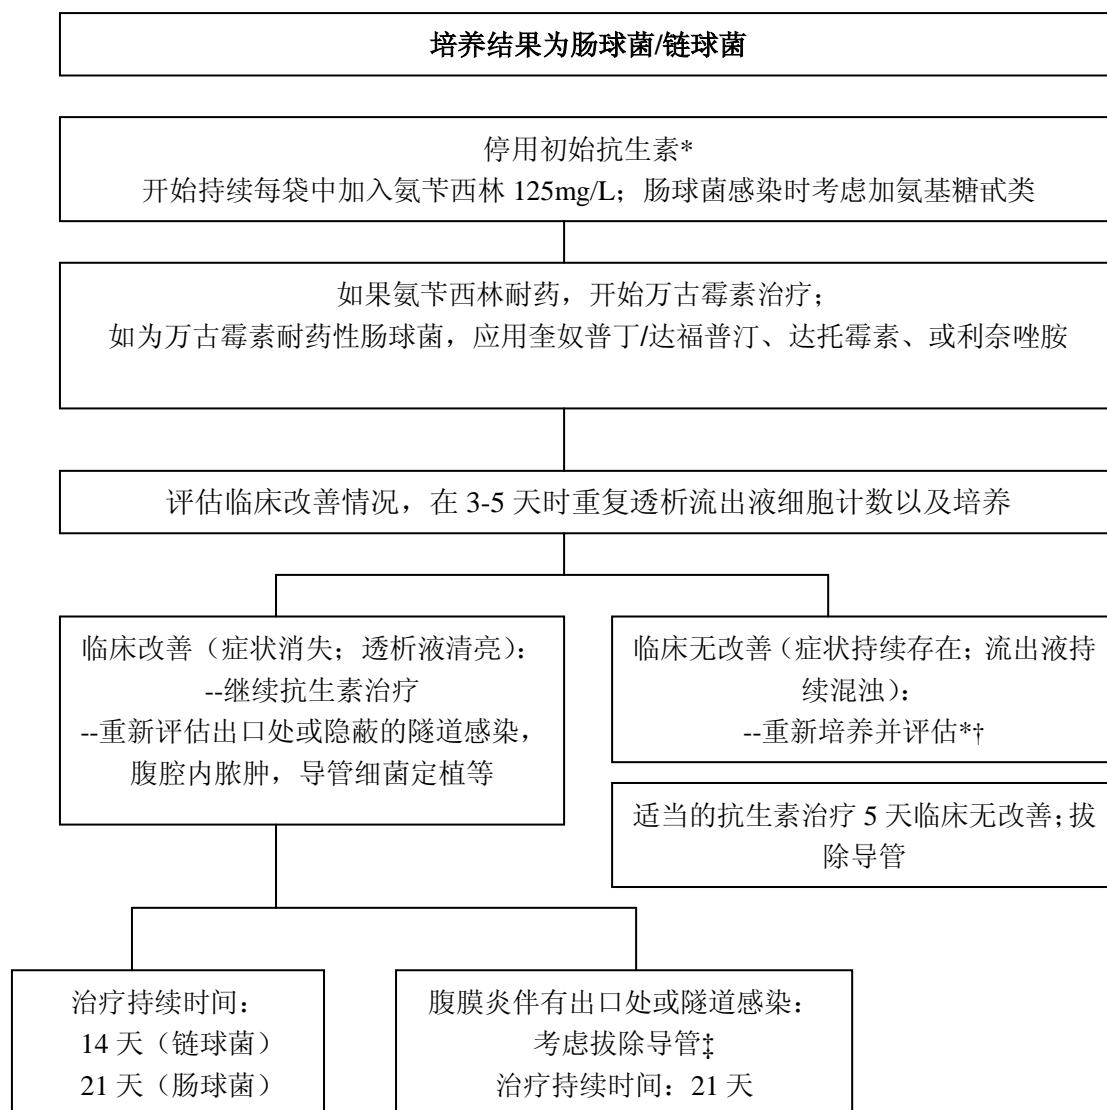 培养结果为肠球菌/链球菌
停用初始抗生素*
开始持续每袋中加入氨苄西林 125mg/L；肠球菌感染时考虑加氨基糖甙类
如果氨苄西林耐药，开始万古霉素治疗；
如为万古霉素耐药性肠球菌，应用奎奴普丁/达福普汀、达托霉素、或利奈唑胺
评估临床改善情况，在 3-5 天时重复透析流出液细胞计数以及培养
临床改善（症状消失；透析液清亮）：
--继续抗生素治疗
--重新评估出口处或隐蔽的隧道感染，
腹腔内脓肿，导管细菌定植等
临床无改善（症状持续存在；流出液持
续混浊）：
--重新培养并评估*†
适当的抗生素治疗 5 天临床无改善；拔
除导管
治疗持续时间：
14 天（链球菌）
21 天（肠球菌）
腹膜炎伴有出口处或隧道感染：
考虑拔除导管‡
治疗持续时间：21 天